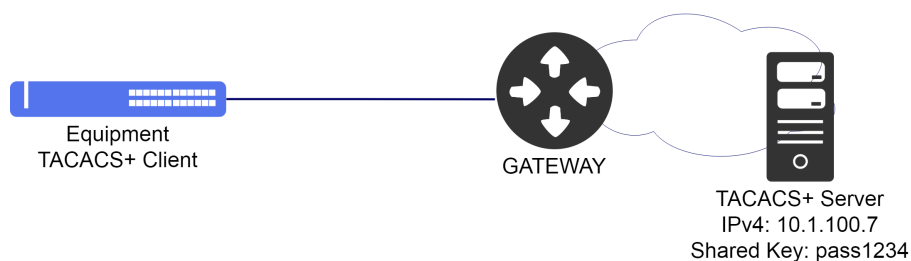 Equipment
TACACS+ Client
GATEWAY
TACACS+ Server
IPv4: 10.1.100.7
Shared Key: pass1234